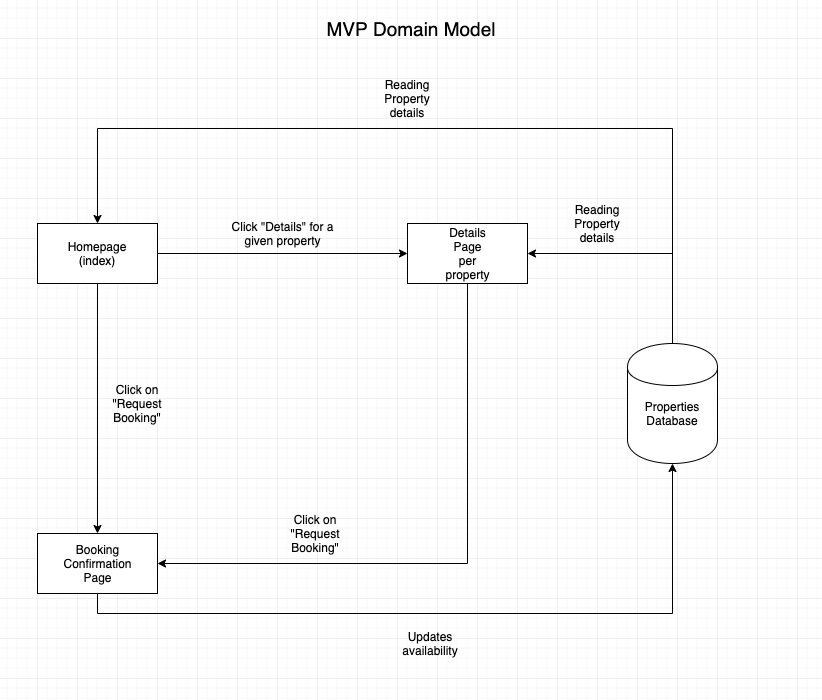 MVP Domain Model
Reading
Property
details
Click "Details" for a
given property
Reading
Property
details
Homepage
(index)
Details
Page
per
property
Click on
"Request
Booking"
Properties
Database
Click on
"Request
Booking"
Booking
Confirmation
Page
Updates
availability